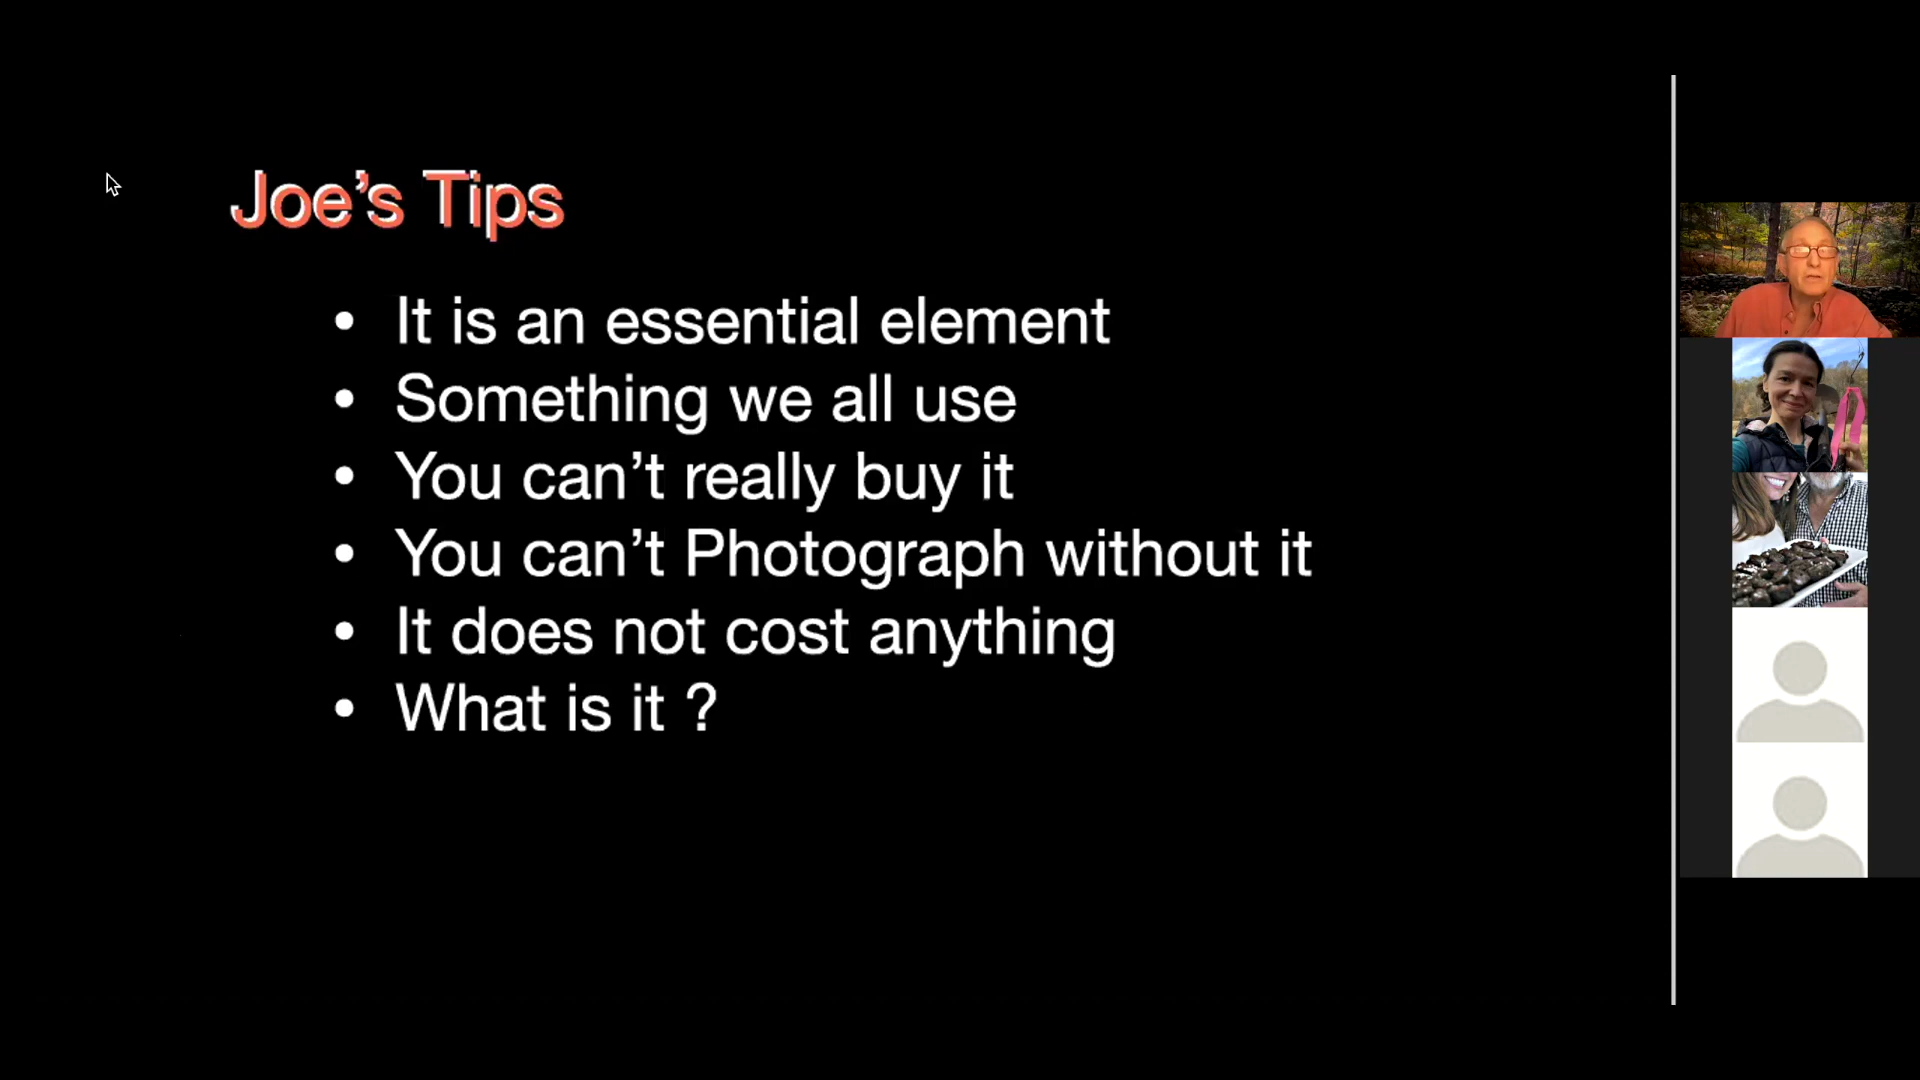 Joe’s Tips
• It is an essential element
• Something we all use
• You can’t really buy it
• You can’t Photograph without it
• It does not cost anything
• What is it ?